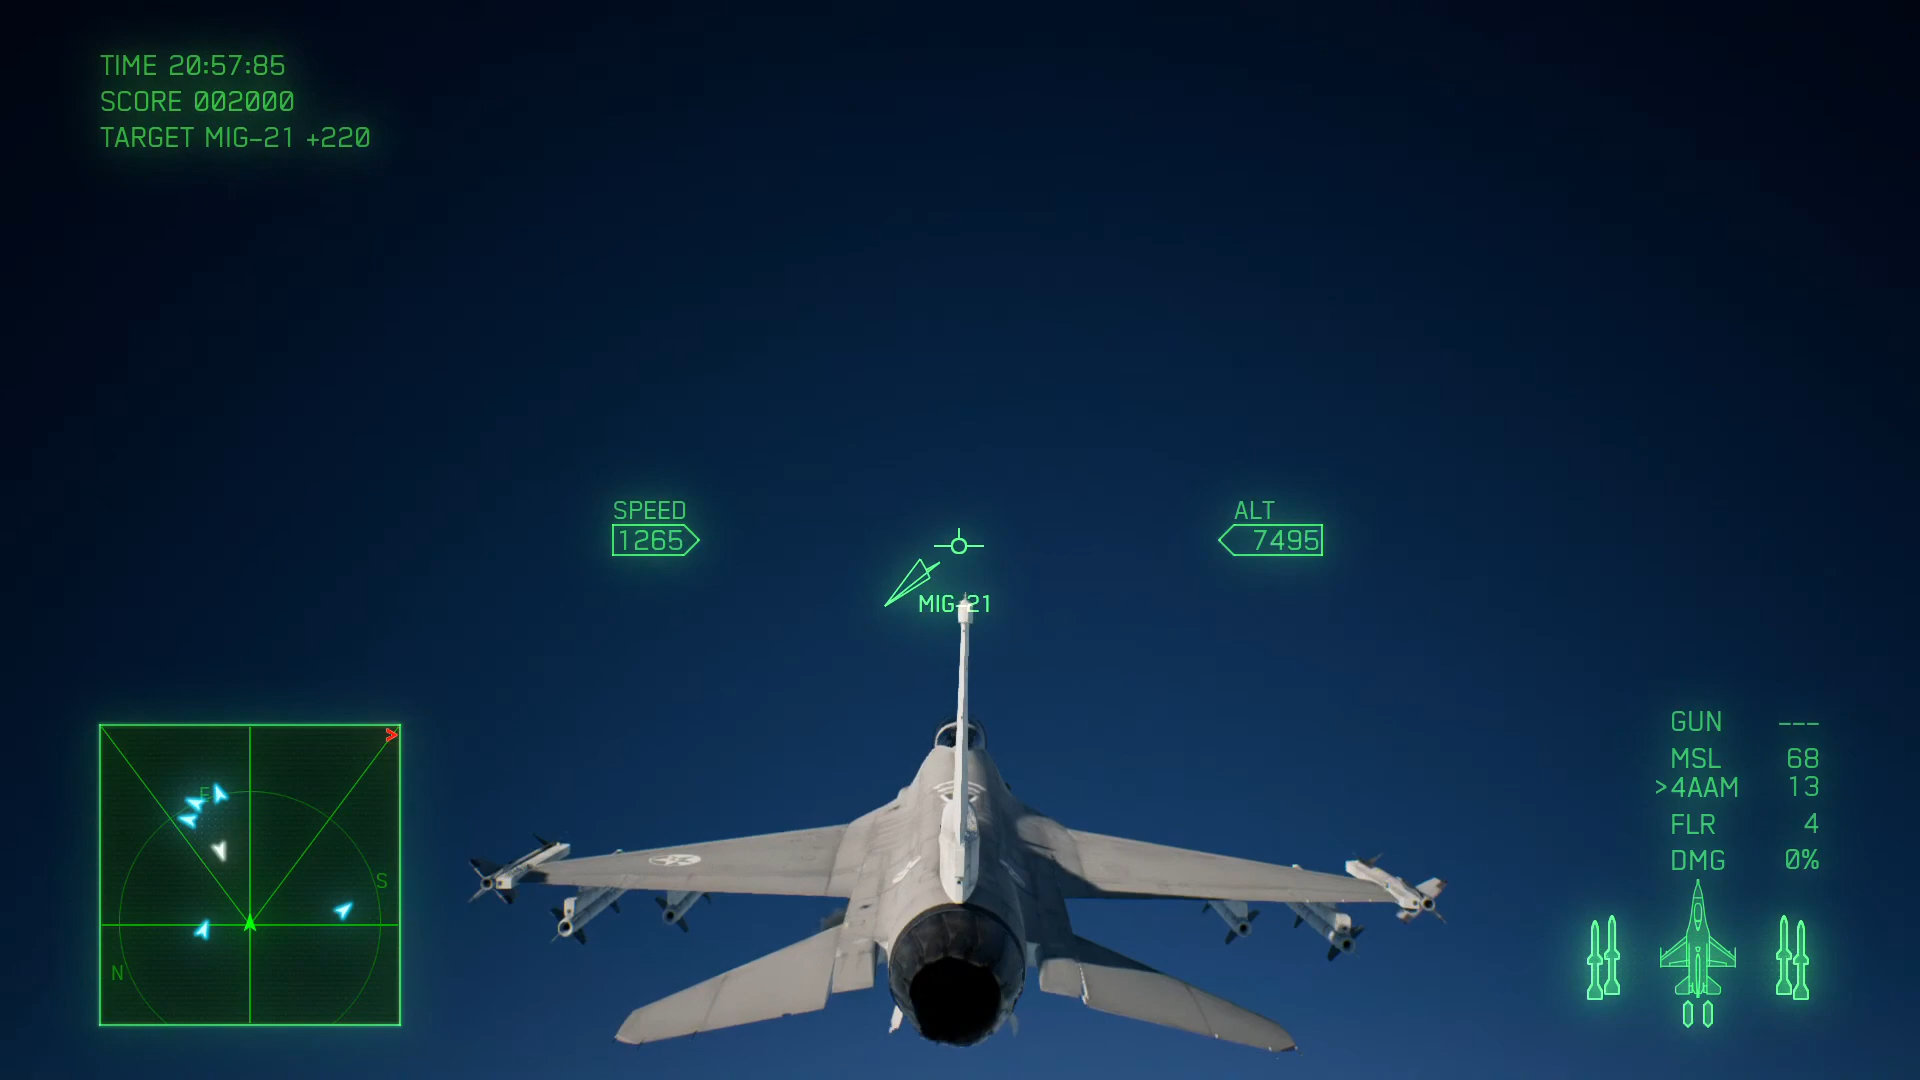 TIME 20:57:85
SCORE 002000
TARGET MIG-21 +220
SPEED
1265
ALT
7495
MIG-21
GUN ---
MSL 68
>4AAM 13
FLR 4
DMG 0%
E
S
N